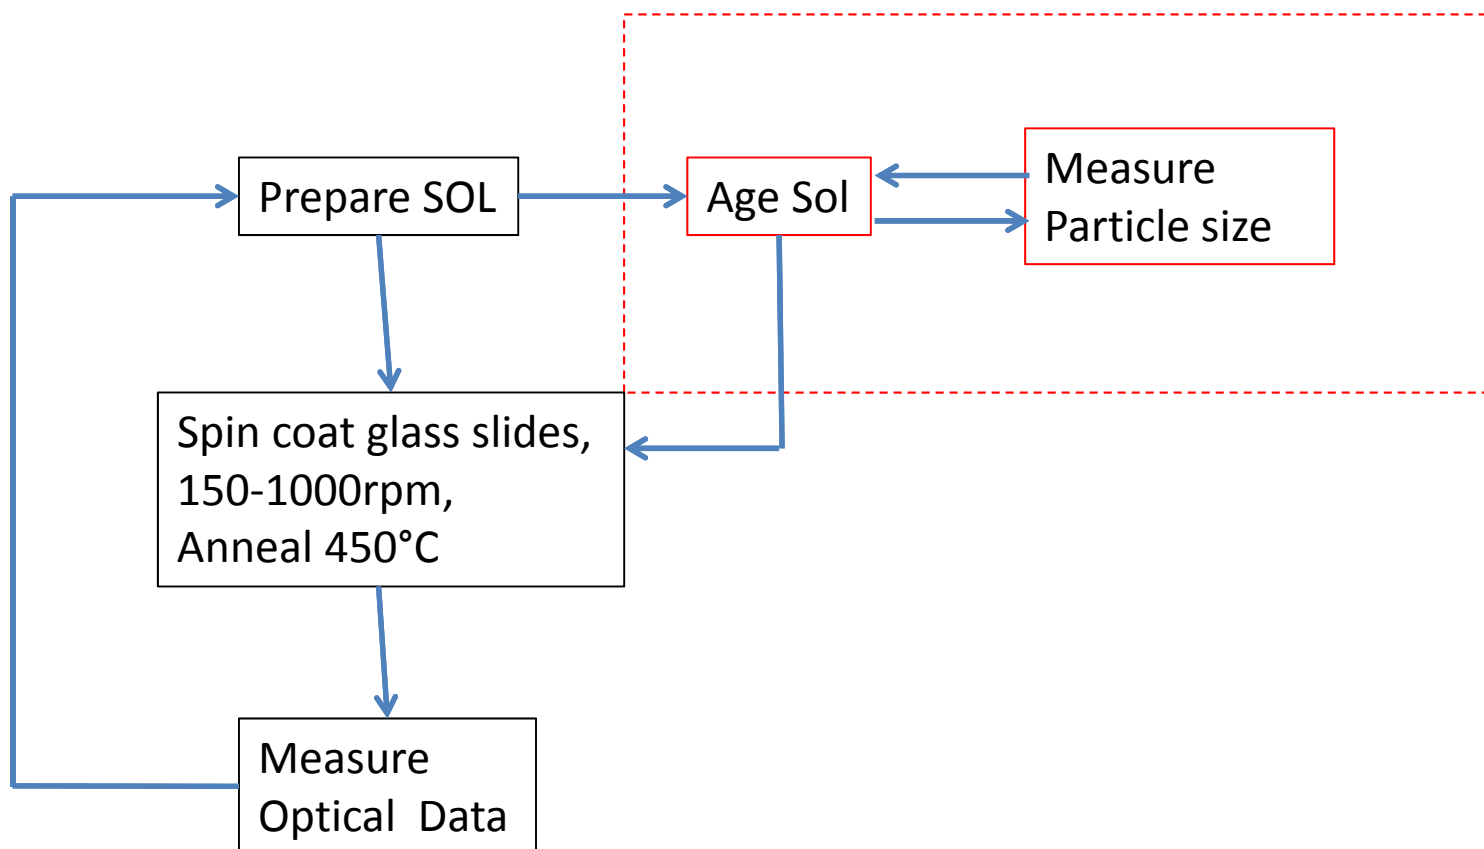 Prepare SOL
Age Sol
Measure
Particle size
Spin coat glass slides,
150-1000rpm,
Anneal 450°C
Measure
Optical  Data